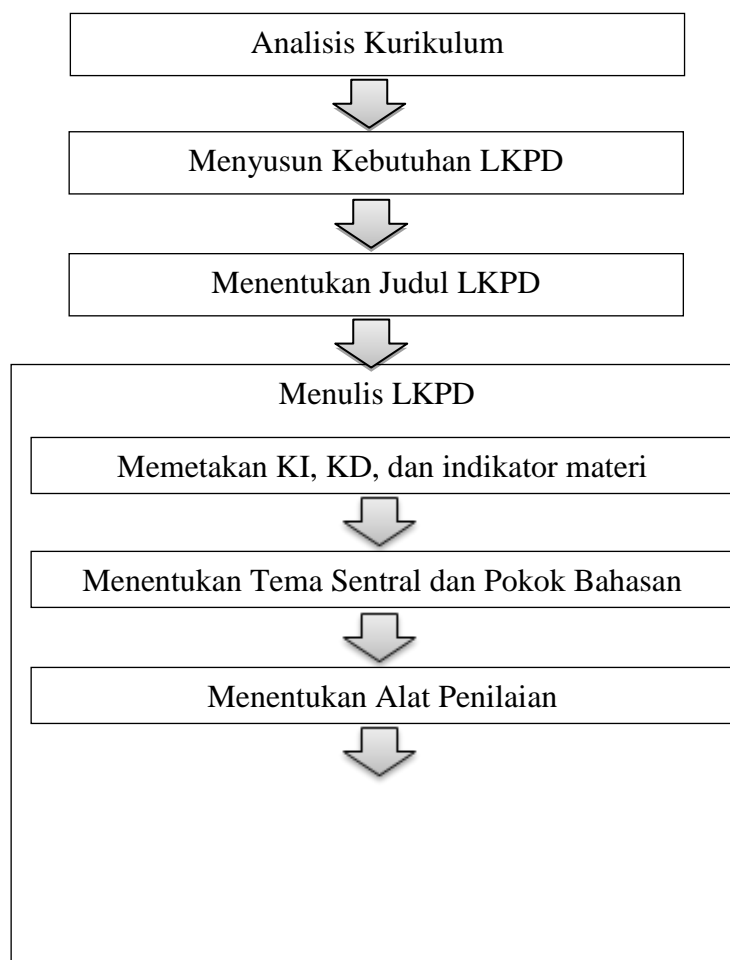 Analisis Kurikulum
Menyusun Kebutuhan LKPD
Menentukan Judul LKPD
Menulis LKPD
Memetakan KI, KD, dan indikator materi
Menentukan Tema Sentral dan Pokok Bahasan
Menentukan Alat Penilaian